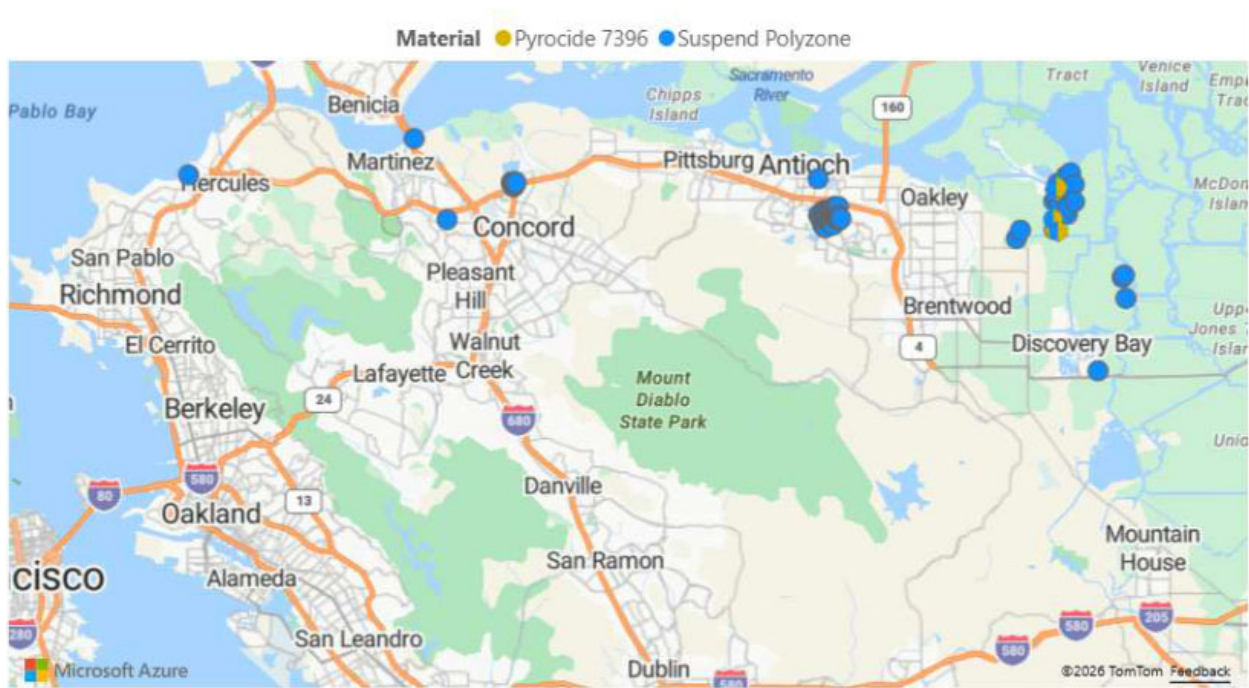 Material Pyrocide 7396 Suspend Polyzone
Pablo Bay
Benicia
Chipps
Island
Sacramento
River
160
Tract
Venice
Island
Hercules
Martinez
Pittsburg
Antioch
Oakley
Concord
San Pablo
Richmond
Pleasant
Hill
Brentwood
El Cerrito
Walnut
Creek
Lafayette
4
Discovery Bay
Berkeley
24
Mount
Diablo
State Park
680
580
80
Oakland
13
Danville
cisco
Alameda
San Ramon
Mountain
House
280
San Leandro
580
580
205
Dublin
580
Microsoft Azure
©2026 TomTom Feedback